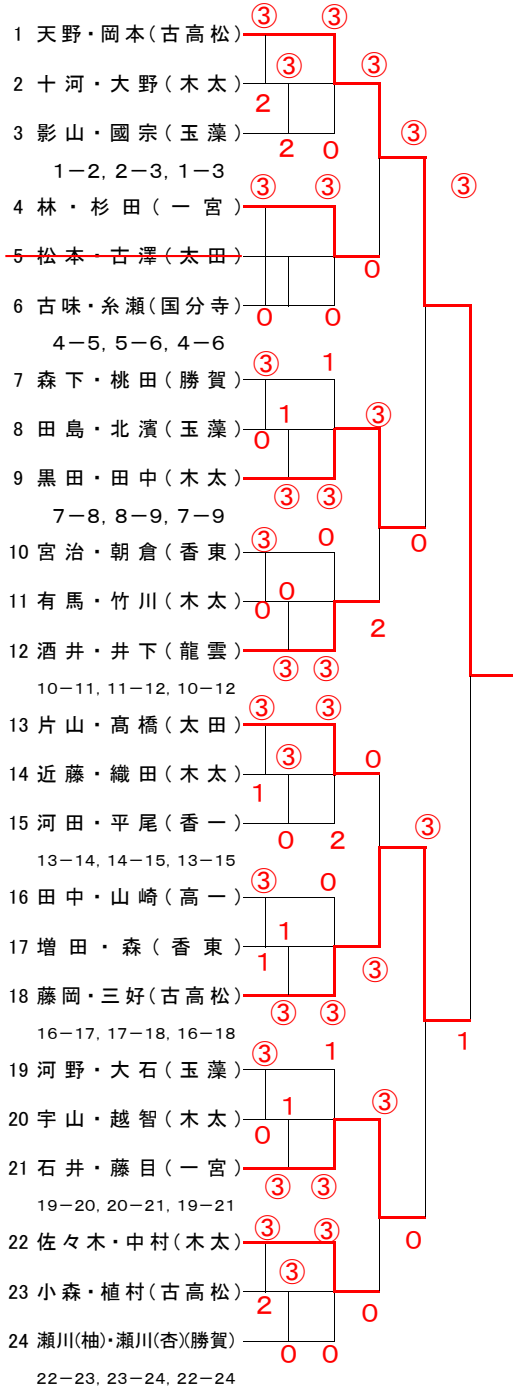 ③ ③
1 天野・岡本(古高松)
③ ③
2 十河・大野(木太)
2
3 影山・國宗(玉藻)
2 0
③
1－2, 2－3, 1－3
③ ③ ③
4 林・杉田(一宮)
5 松本・古澤(太田)
0
6 古味・糸瀬(国分寺)
0 0
4－5, 5－6, 4－6
③ 1
7 森下・桃田(勝賀)
1 ③
8 田島・北濱(玉藻)
0
9 黒田・田中(木太)
③ ③
7－8, 8－9, 7－9
③ 0 0
10 宮治・朝倉(香東)
0
11 有馬・竹川(木太)
0 2
12 酒井・井下(龍雲)
③ ③
10－11, 11－12, 10－12
③ ③
13 片山・髙橋(太田)
③ 0
14 近藤・織田(木太)
1
15 河田・平尾(香一)
0 2 ③
13－14, 14－15, 13－15
③ 0
16 田中・山崎(高一)
1
17 増田・森(香東)
1 ③
18 藤岡・三好(古高松)
③ ③
16－17, 17－18, 16－18
③ 1 1
19 河野・大石(玉藻)
1 ③
20 宇山・越智(木太)
0
21 石井・藤目(一宮)
③ ③
19－20, 20－21, 19－21
③ ③ 0
22 佐々木・中村(木太)
③
23 小森・植村(古高松)
2 0
24 瀬川(柚)・瀬川(杏)(勝賀)
0 0
22－23, 23－24, 22－24